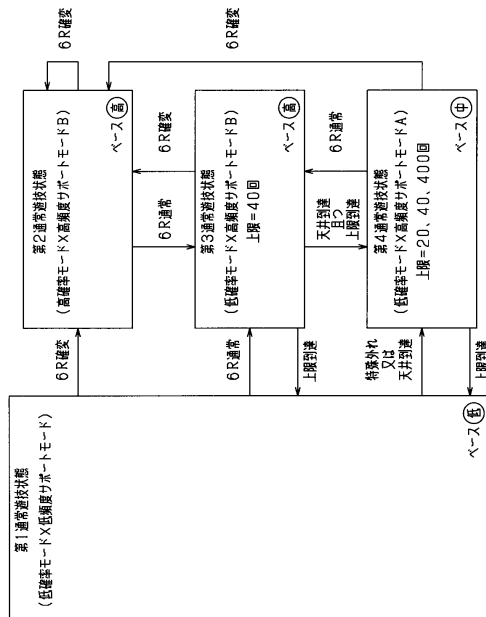 第1通常遊技状態
(低確率モード×低頻度サポートモード)
ベース 低
6R確変
6R通常
上限到達
特殊外れ
又は
天井到達
上限到達
第2通常遊技状態
(高確率モード×高頻度サポートモードB)
ベース 高
6R確変
6R通常
6R確変
第3通常遊技状態
(低確率モード×高頻度サポートモードB)
上限=40回
ベース 高
天井到達
且?
上限到達
6R通常
第4通常遊技状態
(低確率モード×高頻度サポートモードA)
上限=20、40、400回
ベース 中
6R確変